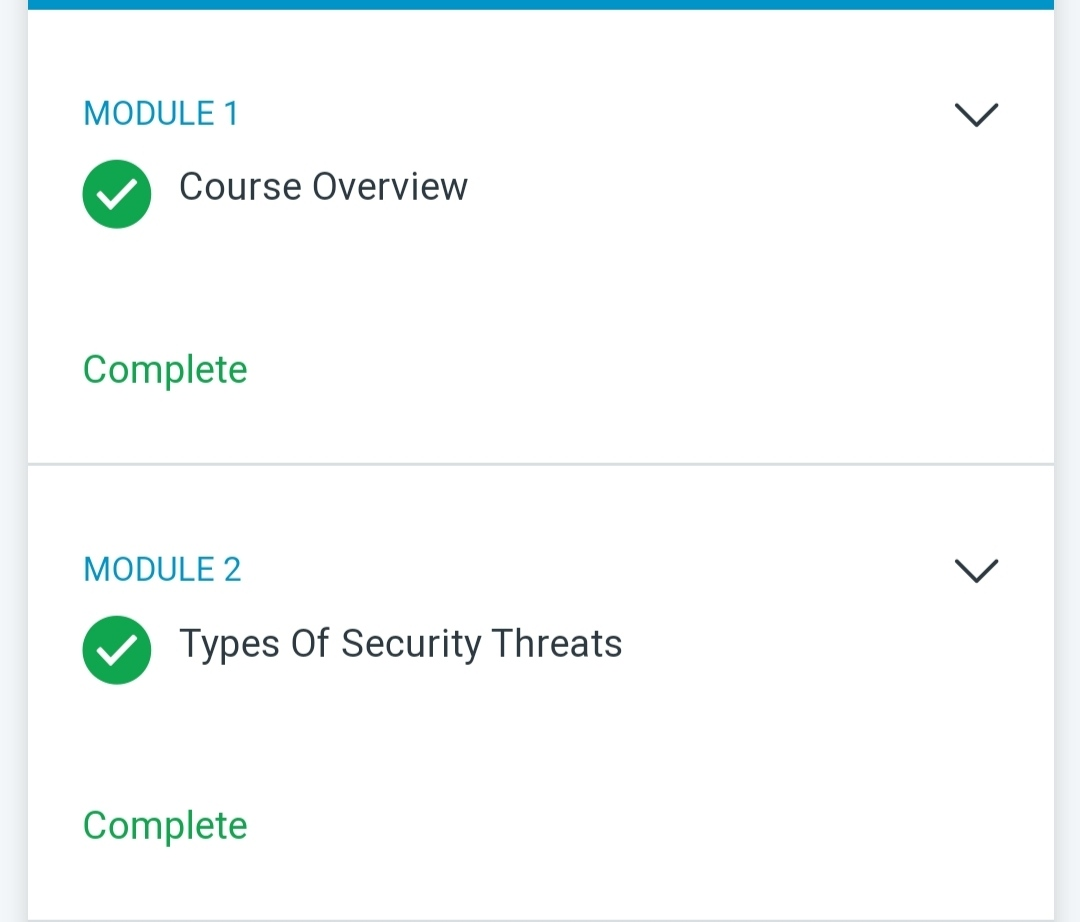 MODULE 1
Course Overview
Complete
MODULE 2
Types Of Security Threats
Complete